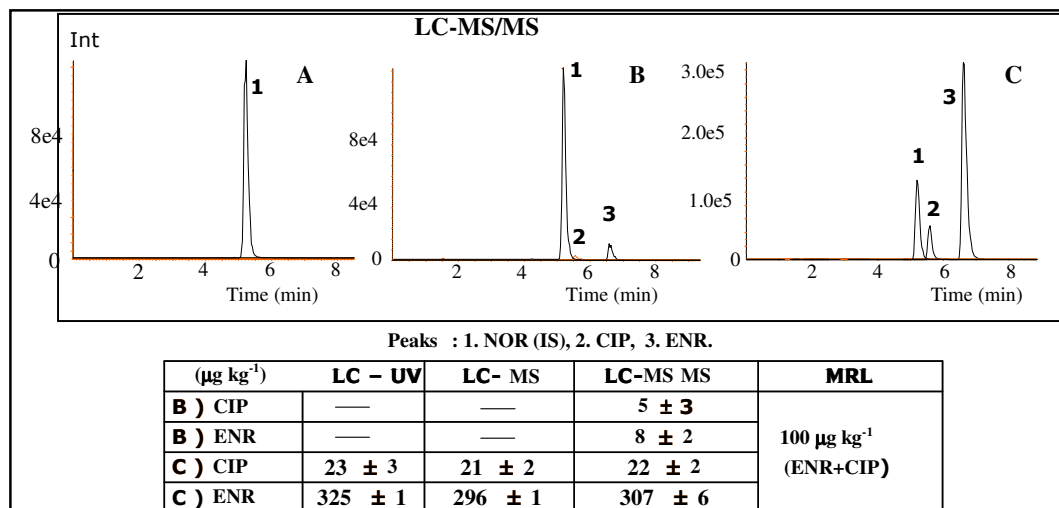 LC-MS/MS
Int
A
B
C
1
1
2
3
1
2
3
8e4
4e4
0
8e4
4e4
0
3.0e5
2.0e5
1.0e5
0
2 4 6 8
2 4 6 8
2 4 6 8
Time (min)
Time (min)
Time (min)
Peaks : 1. NOR (IS), 2. CIP, 3. ENR.
(µg kg⁻¹) LC – UV LC- MS LC-MS MS MRL
B ) CIP —— —— 5 ± 3
B ) ENR —— —— 8 ± 2
100 µg kg⁻¹
C ) CIP 23 ± 3 21 ± 2 22 ± 2
(ENR+CIP)
C ) ENR 325 ± 1 296 ± 1 307 ± 6